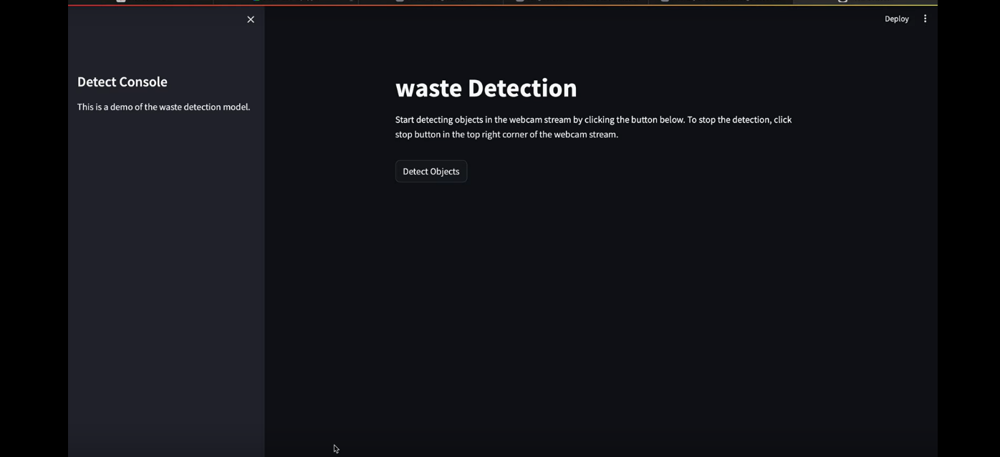 Deploy
Detect Console
This is a demo of the waste detection model.
waste Detection
Start detecting objects in the webcam stream by clicking the button below. To stop the detection, click
stop button in the top right corner of the webcam stream.
Detect Objects